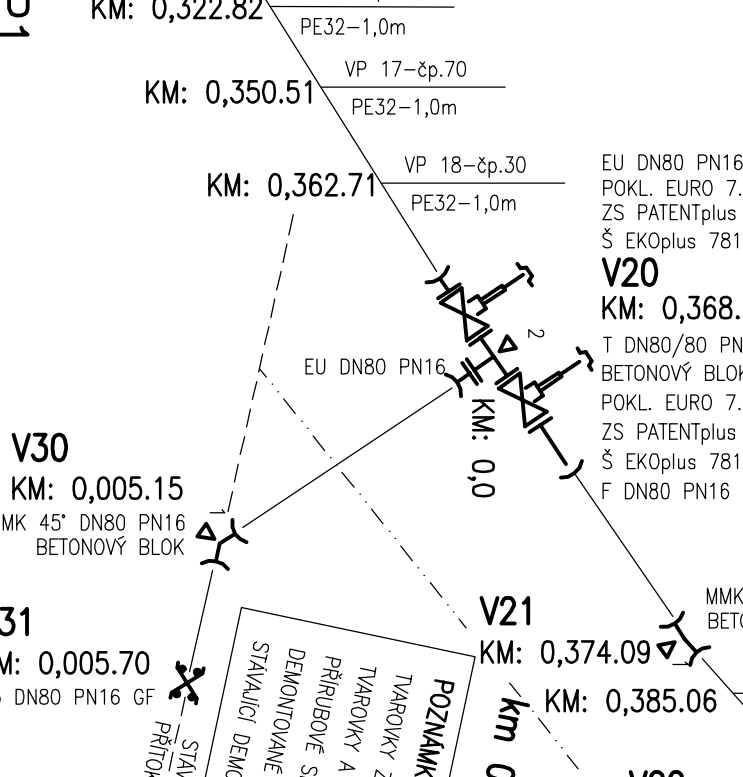 KM: 0,322.82
PE32-1,0m
VP 17-čp.70
KM: 0,350.51
PE32-1,0m
VP 18-čp.30
KM: 0,362.71
PE32-1,0m
EU DN80 PN16
POKL. EURO 7.
ZS PATENTplus
Š EKOplus 781
V20
KM: 0,368.
2
T DN80/80 PN
BETONOVÝ BLOK
POKL. EURO 7.
ZS PATENTplus
Š EKOplus 781
F DN80 PN16
EU DN80 PN16
KM: 0,0
V30
KM: 0,005.15
MK 45° DN80 PN16
BETONOVÝ BLOK
1
31
M: 0,005.70
DN80 PN16 GF
V21
KM: 0,374.09
1
MMK
BETO
KM: 0,385.06
km 0
POZNÁMK
TVAROVKY Z
TVAROVKY A
PŘÍRUBOVÉ S
DEMONTOVANÉ
STAVAJÍCÍ DEMO
STAV
PŘÍTOK